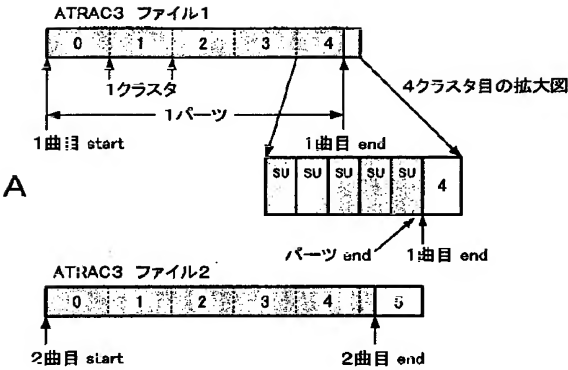 ATRAC3 ファイル1
0 1 2 3 4
1クラスタ
4クラスタ目の拡大図
1パーツ
1曲目 start
1曲目 end
SU SU SU SU SU 4
A
パーツ end
1曲目 end
ATRAC3 ファイル2
0 1 2 3 4 5
2曲目 start
2曲目 end